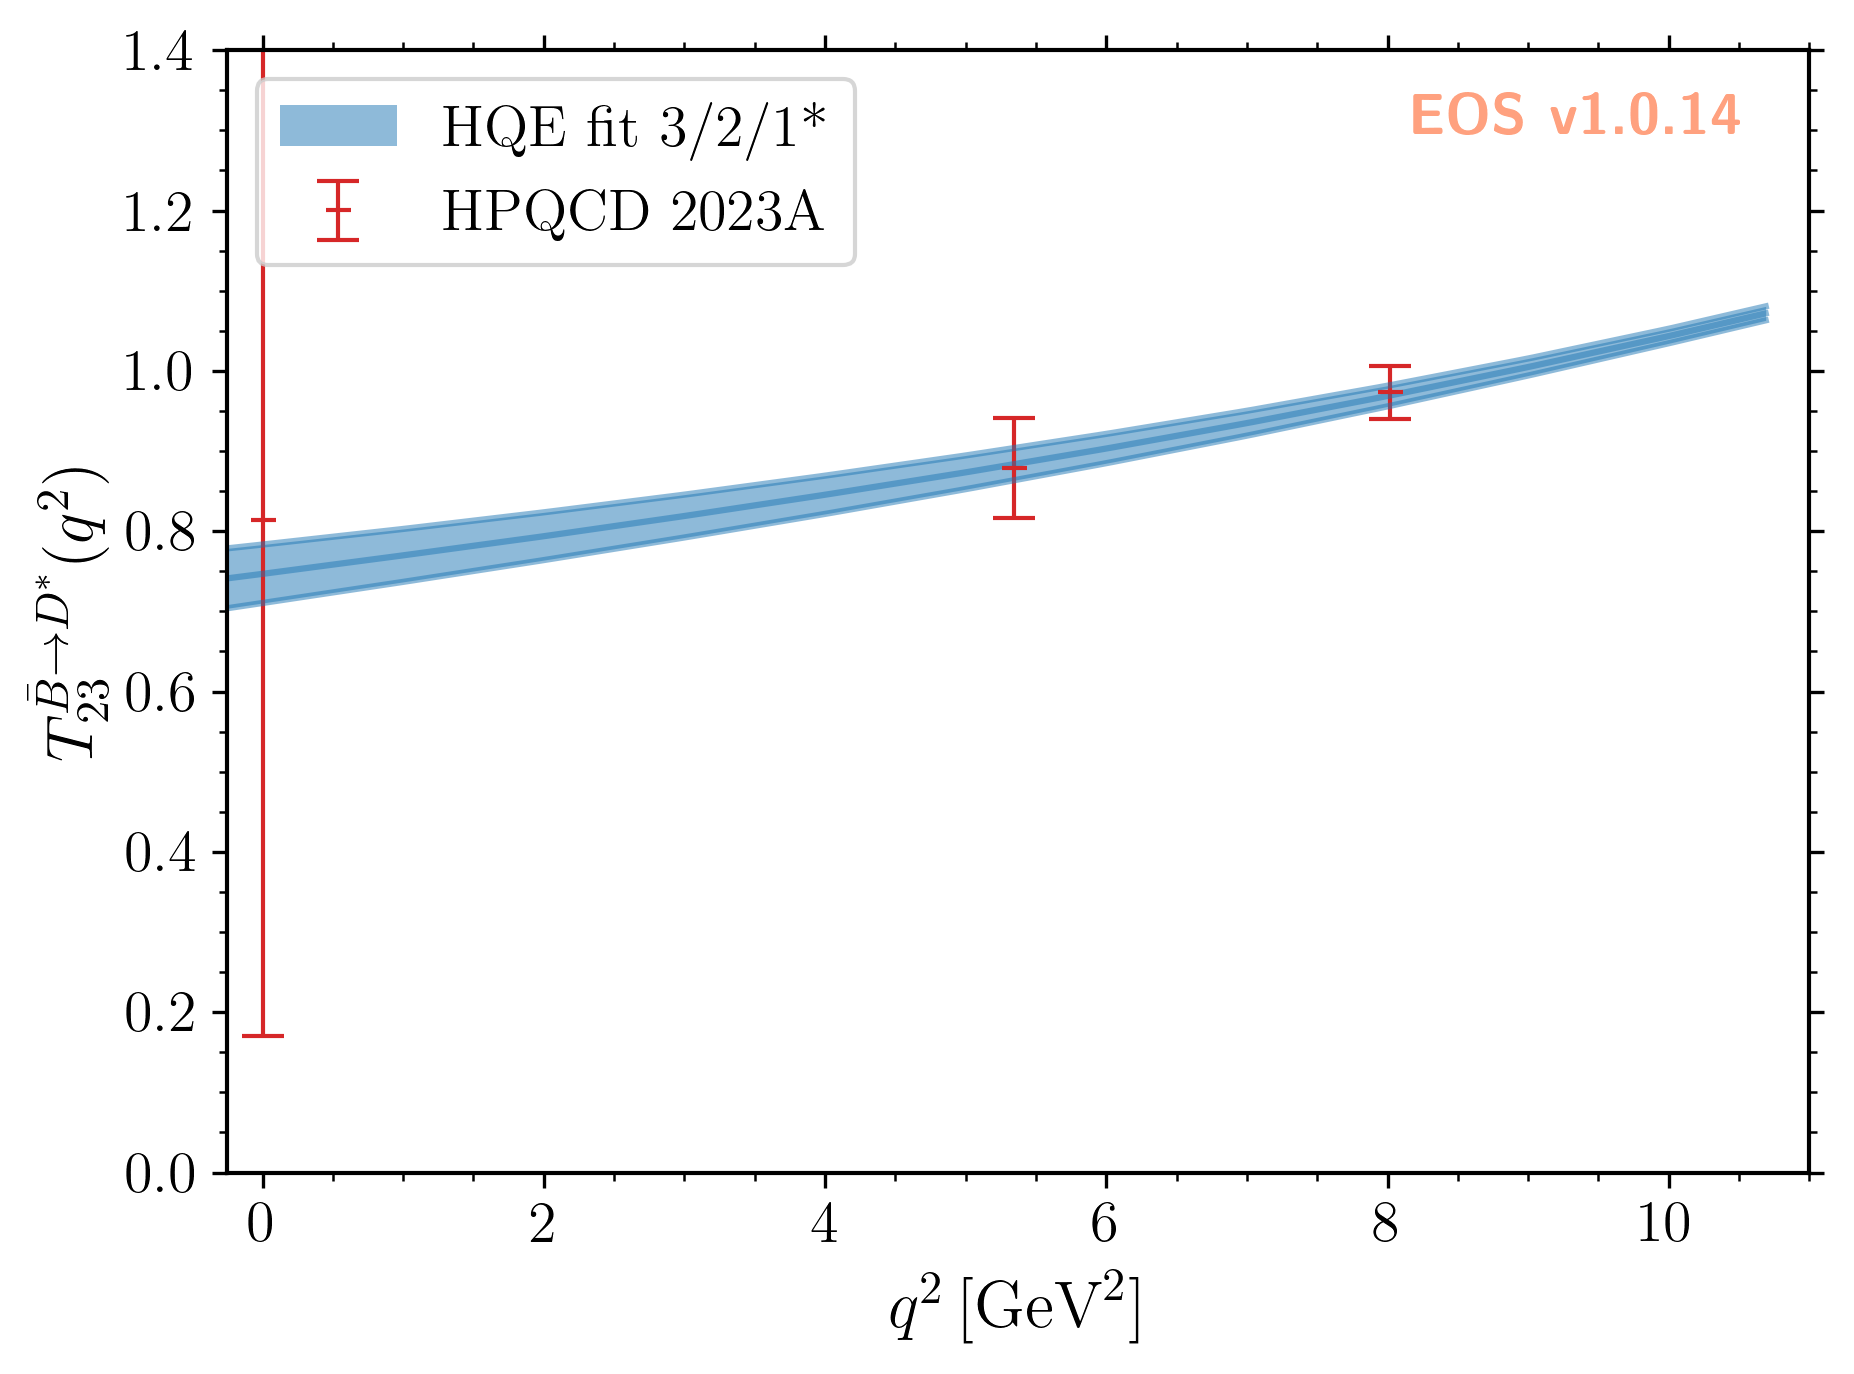 HQE fit 3/2/1*
HPQCD 2023A
EOS v1.0.14
1.4
1.2
1.0
0.8
0.6
0.4
0.2
0.0
T_{23}^{\bar{B}→D^*}(q^2)
0 2 4 6 8 10
q^2 [GeV^2]